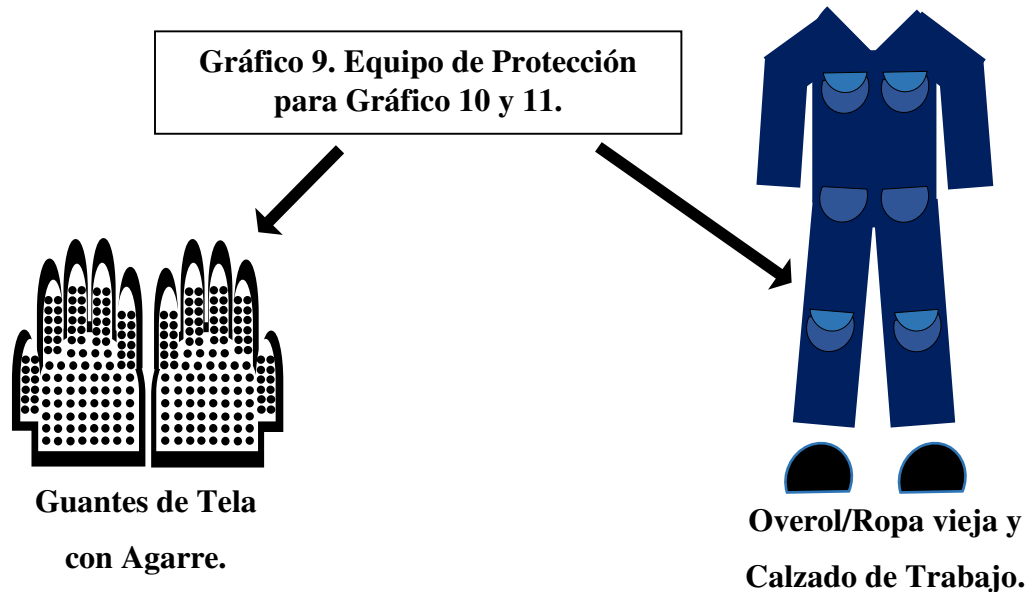 Gráfico 9. Equipo de Protección
para Gráfico 10 y 11.
Guantes de Tela
con Agarre.
Overol/Ropa vieja y
Calzado de Trabajo.